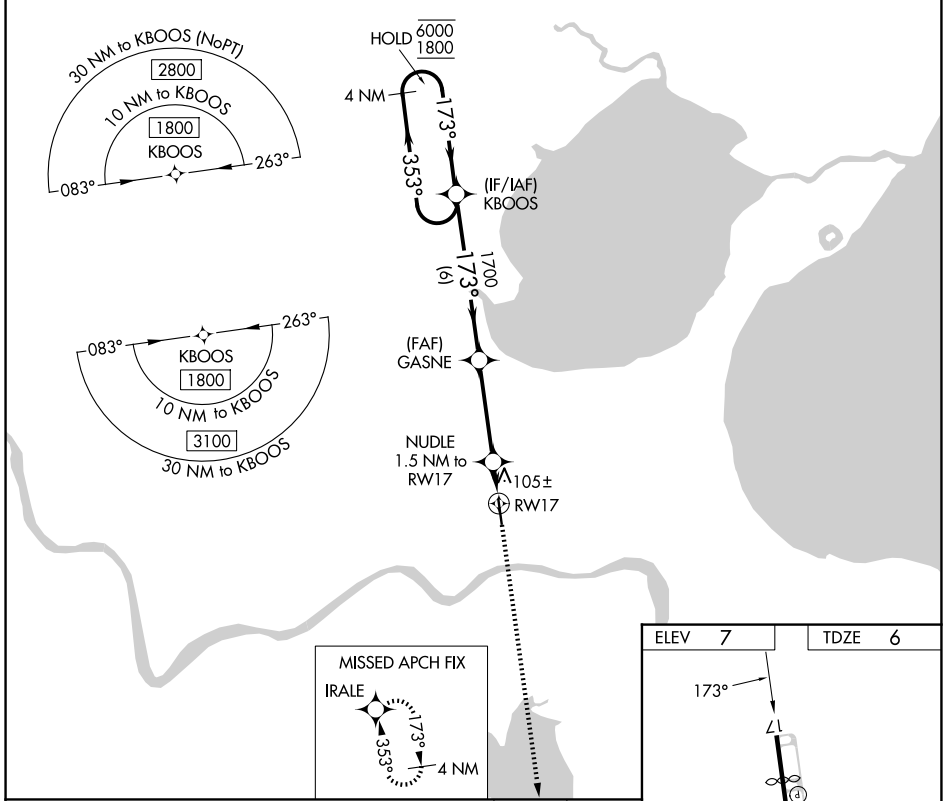 30 NM to KBOOS (NoPT)
2800
10 NM to KBOOS
1800
KBOOS
083°
263°
HOLD 6000
1800
4 NM
173°
353°
(IF/IAF)
KBOOS
1700
173°
(6)
083°
263°
KBOOS
1800
10 NM to KBOOS
3100
30 NM to KBOOS
(FAF)
GASNE
NUDLE
1.5 NM to
RW17
105±
RW17
MISSED APCH FIX
IRALE
173°
353°
4 NM
ELEV 7
TDZE 6
173°
17
P